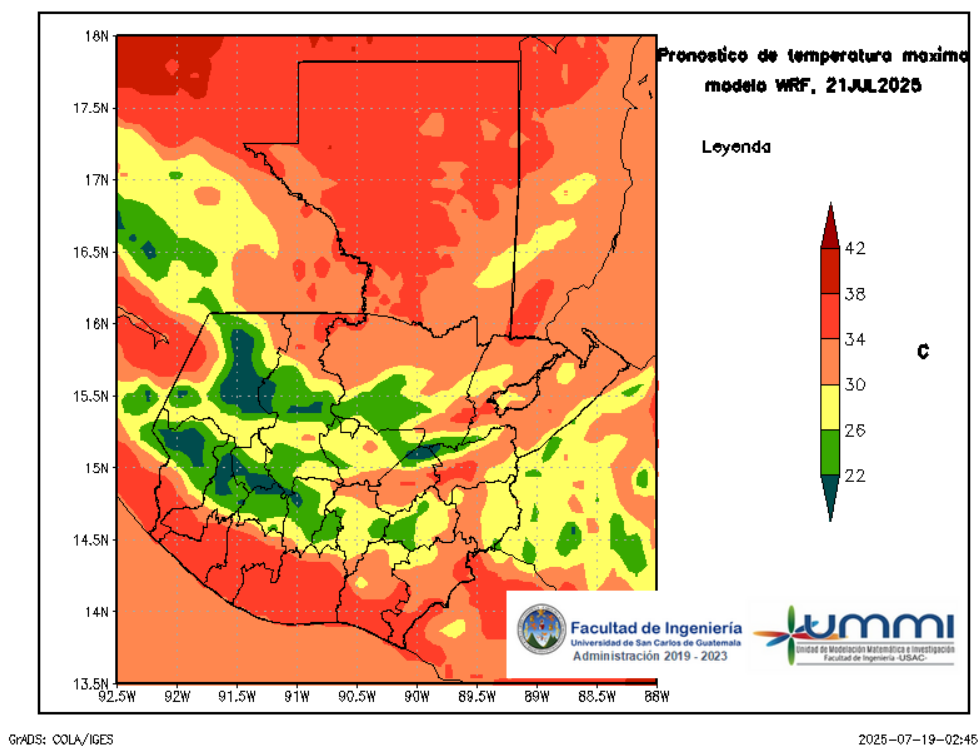 18N
17.5N
17N
16.5N
16N
15.5N
15N
14.5N
14N
13.5N
92.5W
92W
91.5W
91W
90.5W
90W
89.5W
89W
88.5W
88W
Pronostico de temperatura maxima
modelo WRF, 21JUL2025
Leyenda
42
38
34
30
26
22
C
Facultad de Ingeniería
Universidad de San Carlos de Guatemala
Administración 2019 - 2023
ummi
Unidad de Modelación Matemática e Investigación
Facultad de Ingeniería -USAC-
GrADS: COLA/IGES
2025-07-19-02:45